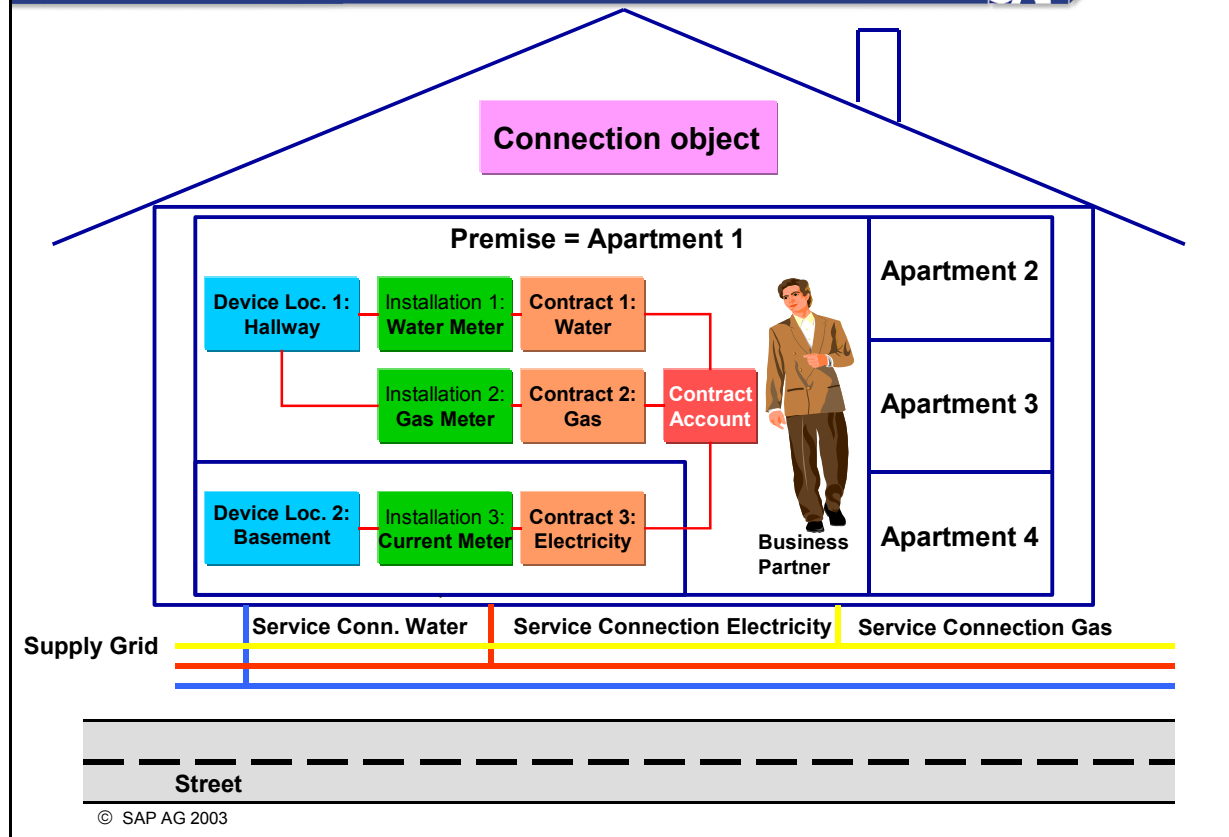 Connection object
Premise = Apartment 1
Device Loc. 1:
Hallway
Installation 1:
Water Meter
Contract 1:
Water
Installation 2:
Gas Meter
Contract 2:
Gas
Contract
Account
Device Loc. 2:
Basement
Installation 3:
Current Meter
Contract 3:
Electricity
Business
Partner
Apartment 2
Apartment 3
Apartment 4
Service Conn. Water
Service Connection Electricity
Service Connection Gas
Supply Grid
Street
© SAP AG 2003